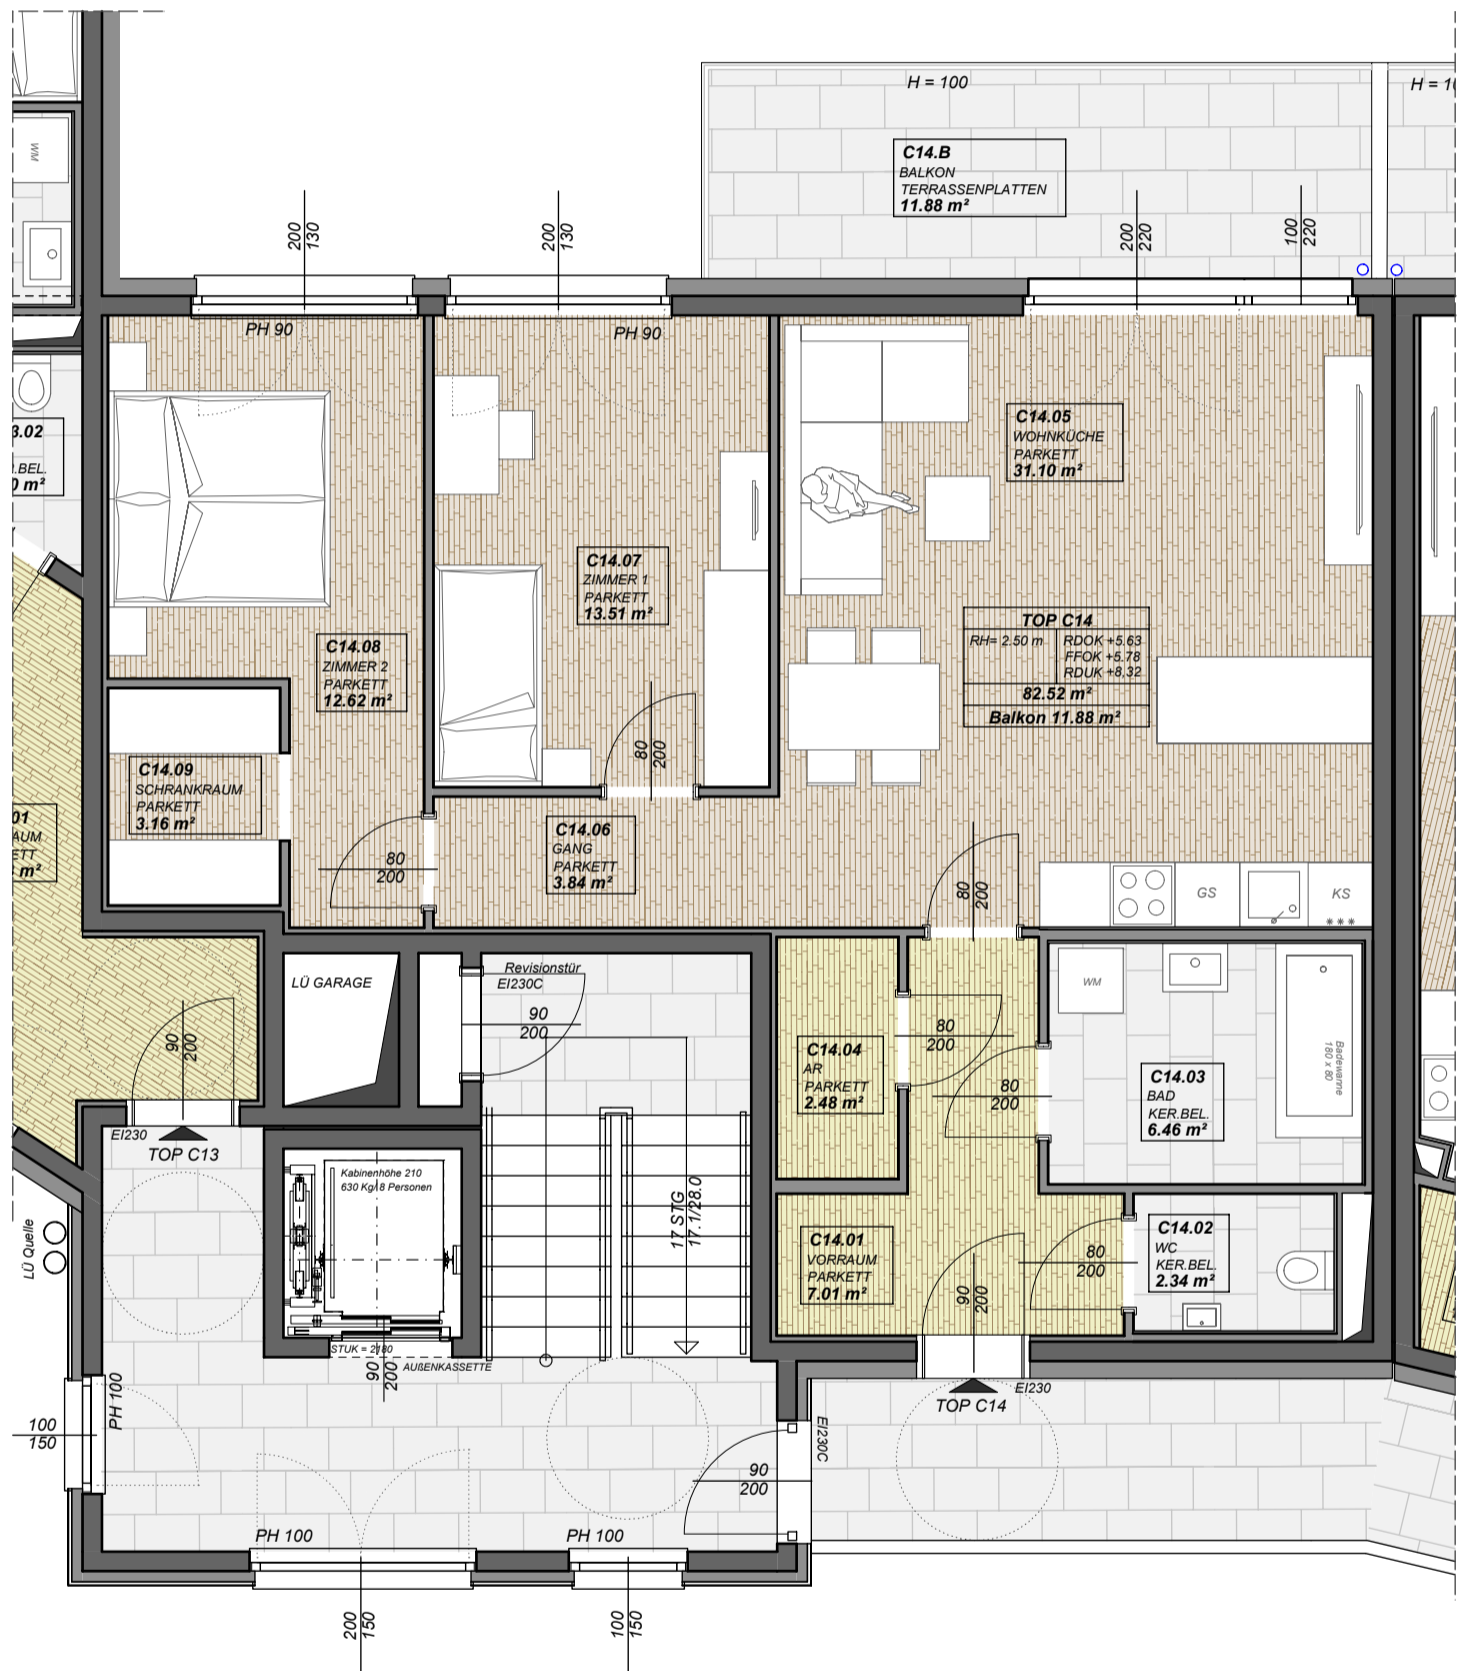 H = 100
H = 10
C14.B
BALKON
TERRASSENPLATTEN
11.88 m²
WM
200
130
200
130
200
220
100
220
PH 90
PH 90
3.02
.BEL.
0 m²
C14.05
WOHNKÜCHE
PARKETT
31.10 m²
C14.07
ZIMMER 1
PARKETT
13.51 m²
TOP C14
RH= 2.50 m
RDOK +5.63
FFOK +5.78
RDUK +8,32
82.52 m²
Balkon 11.88 m²
C14.08
ZIMMER 2
PARKETT
12.62 m²
80
200
C14.09
SCHRANKRAUM
PARKETT
3.16 m²
01
AUM
ETT
m²
C14.06
GANG
PARKETT
3.84 m²
80
200
80
200
GS
KS
LÜ GARAGE
Revisionstür
EI230C
90
200
WM
80
200
C14.04
AR
PARKETT
2.48 m²
80
200
C14.03
BAD
KER.BEL.
6.46 m²
Badewanne
180 x 80
90
200
EI230
TOP C13
Kabinenhöhe 210
630 Kg/ 8 Personen
17 STG
17.1/28.0
LÜ Quelle
C14.01
VORRAUM
PARKETT
7.01 m²
80
200
C14.02
WC
KER.BEL.
2.34 m²
90
200
STUK = 2180
AUßENKASSETTE
90
200
EI230
TOP C14
PH 100
100
150
EI230C
90
200
PH 100
PH 100
200
150
100
150